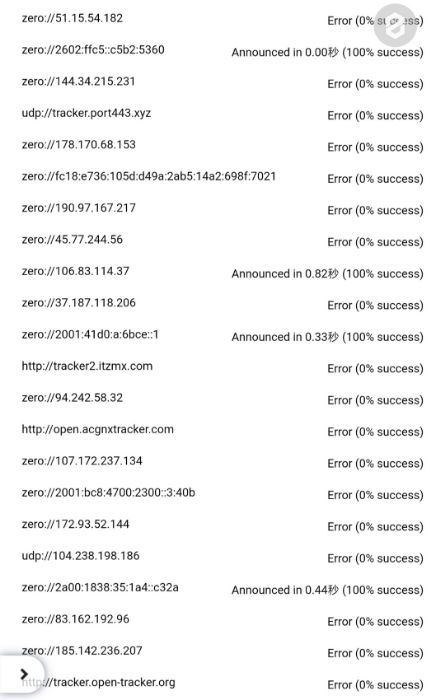 zero://51.15.54.182 Error (0% success)
zero://2602:ffc5::c5b2:5360 Announced in 0.00秒 (100% success)
zero://144.34.215.231 Error (0% success)
udp://tracker.port443.xyz Error (0% success)
zero://178.170.68.153 Error (0% success)
zero://fc18:e736:105d:d49a:2ab5:14a2:698f:7021 Error (0% success)
zero://190.97.167.217 Error (0% success)
zero://45.77.244.56 Error (0% success)
zero://106.83.114.37 Announced in 0.82秒 (100% success)
zero://37.187.118.206 Error (0% success)
zero://2001:41d0:a:6bce::1 Announced in 0.33秒 (100% success)
http://tracker2.itzmx.com Error (0% success)
zero://94.242.58.32 Error (0% success)
http://open.acgnxtracker.com Error (0% success)
zero://107.172.237.134 Error (0% success)
zero://2001:bc8:4700:2300::3:40b Error (0% success)
zero://172.93.52.144 Error (0% success)
udp://104.238.198.186 Error (0% success)
zero://2a00:1838:35:1a4::c32a Announced in 0.44秒 (100% success)
zero://83.162.192.96 Error (0% success)
zero://185.142.236.207 Error (0% success)
http://tracker.open-tracker.org Error (0% success)